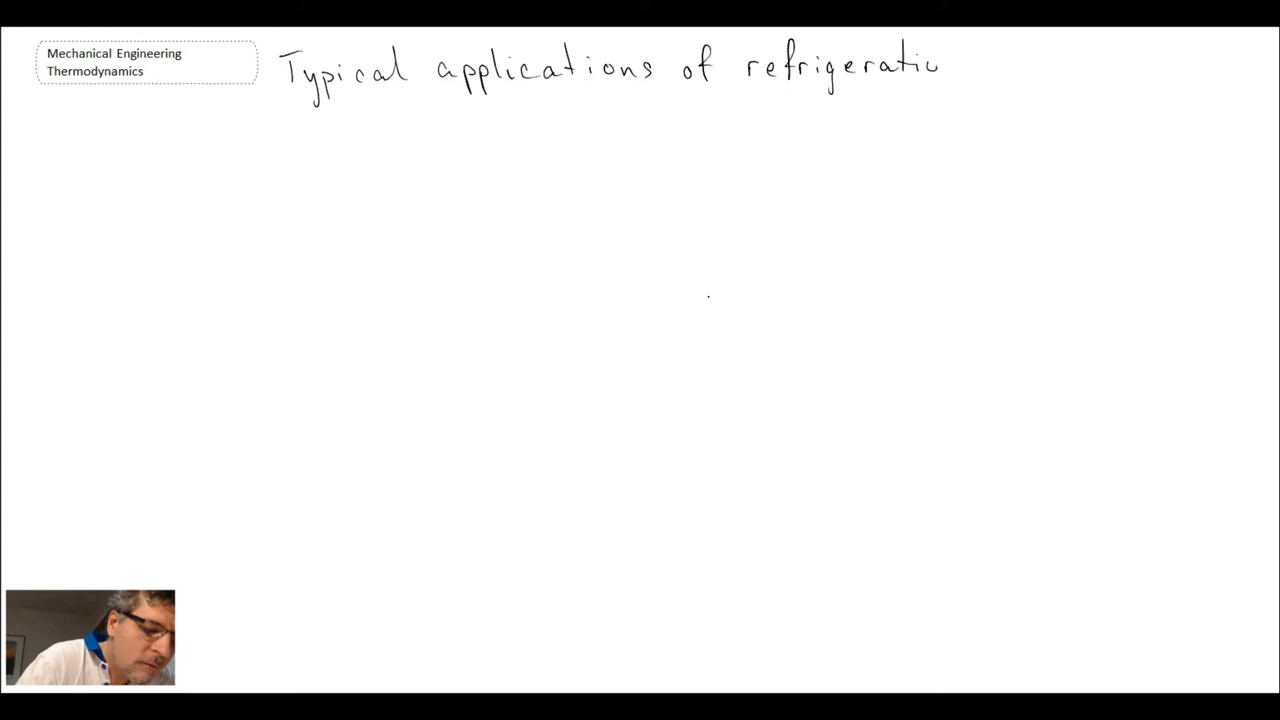 Mechanical Engineering
Thermodynamics
Typical applications of refrigeratio